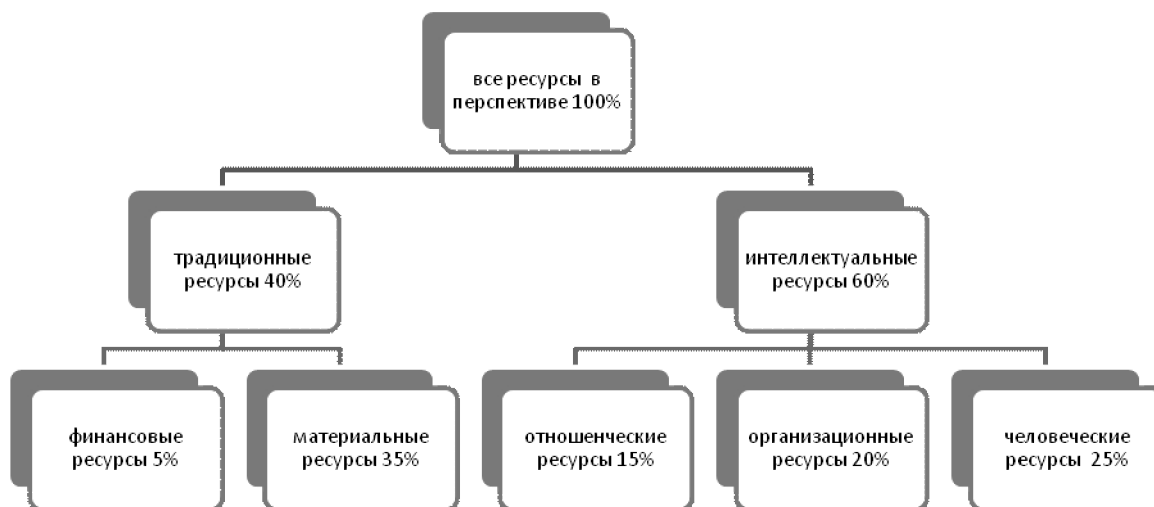 все ресурсы в
перспективе 100%
традиционные
ресурсы 40%
интеллектуальные
ресурсы 60%
финансовые
ресурсы 5%
материальные
ресурсы 35%
отношенческие
ресурсы 15%
организационные
ресурсы 20%
человеческие
ресурсы 25%